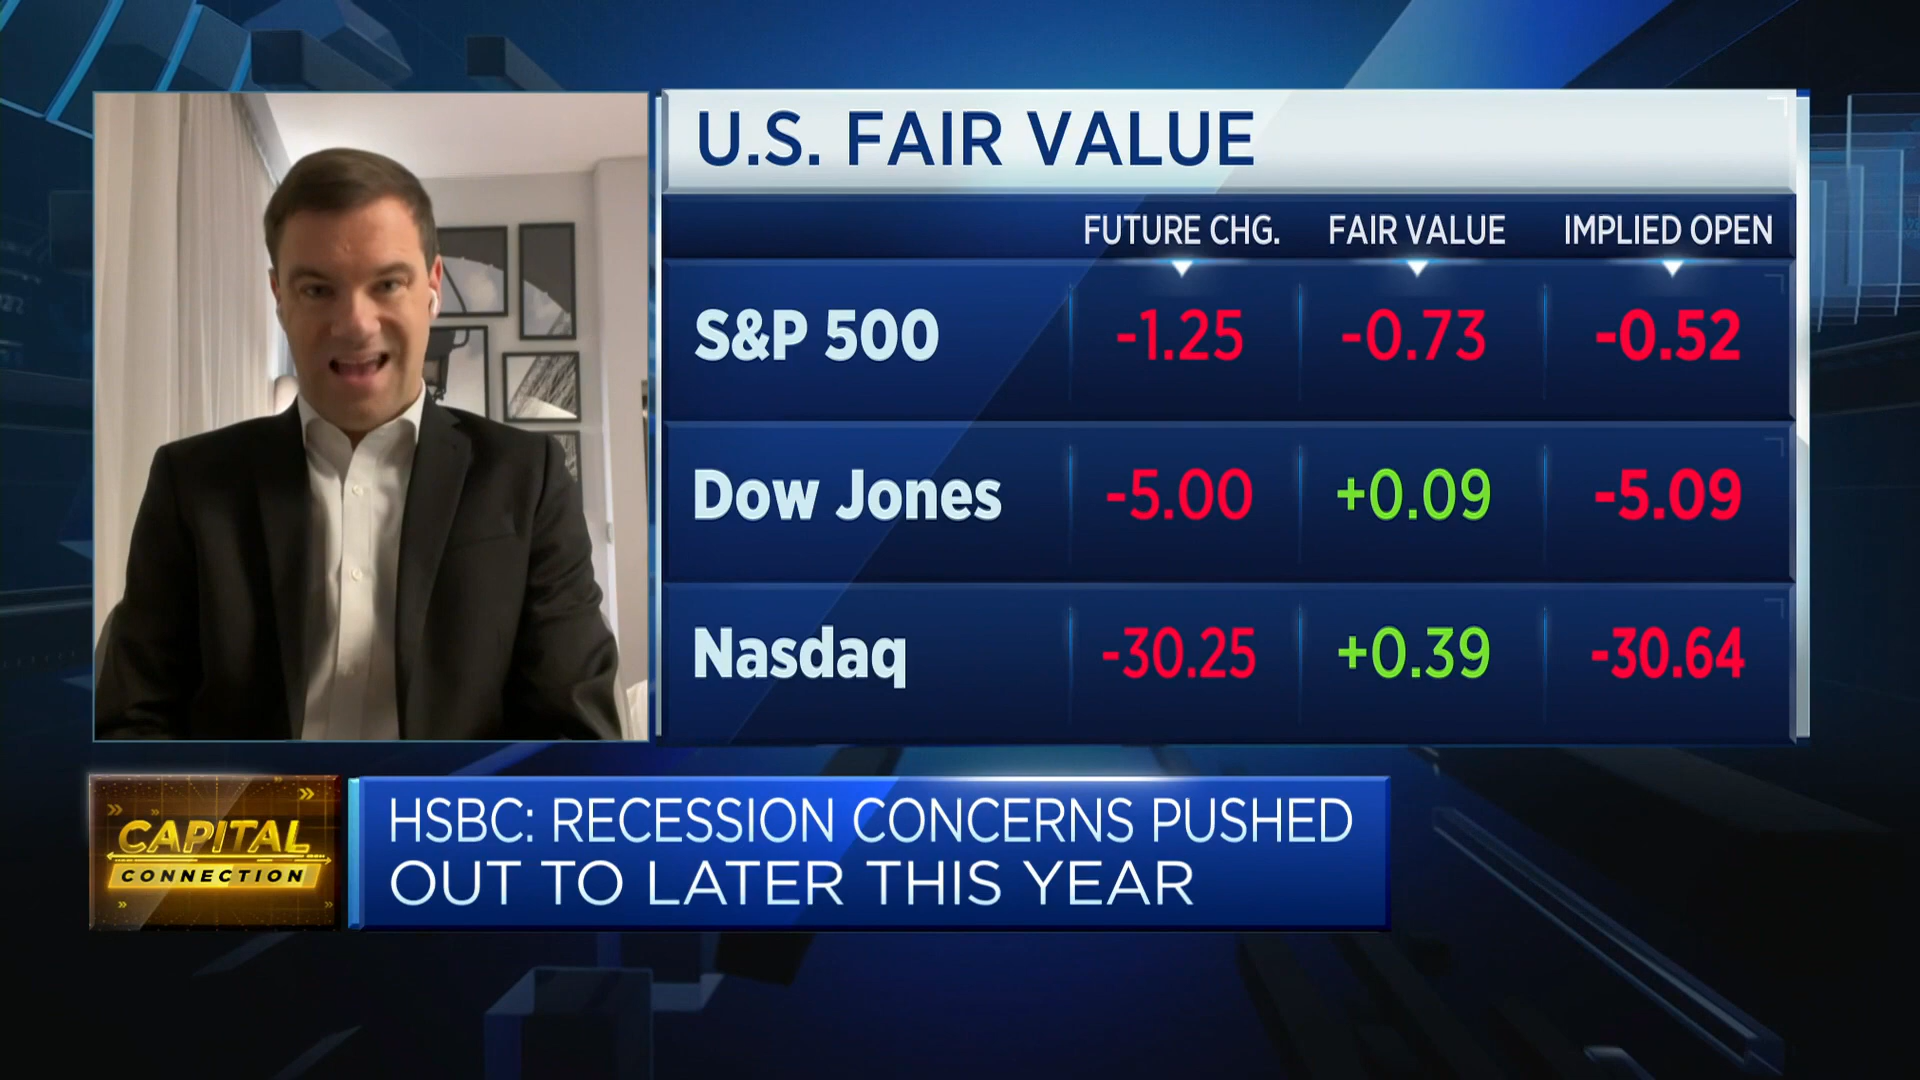 U.S. FAIR VALUE
FUTURE CHG. FAIR VALUE IMPLIED OPEN
S&P 500 -1.25 -0.73 -0.52
Dow Jones -5.00 +0.09 -5.09
Nasdaq -30.25 +0.39 -30.64
CAPITAL
CONNECTION
HSBC: RECESSION CONCERNS PUSHED
OUT TO LATER THIS YEAR